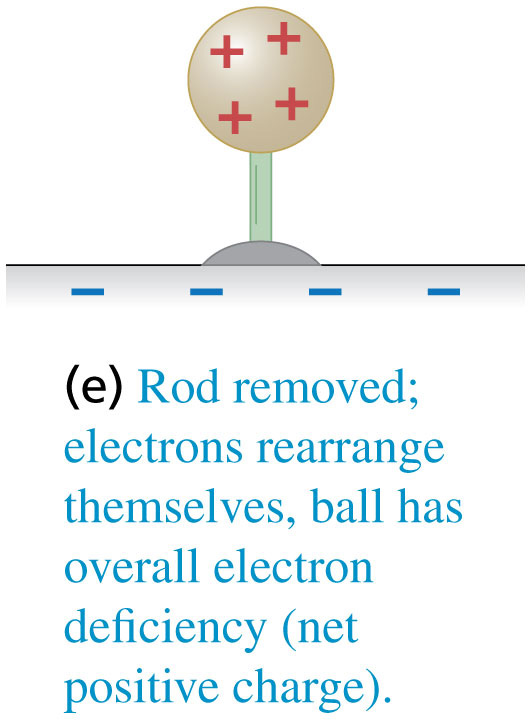 (e) Rod removed;
electrons rearrange
themselves, ball has
overall electron
deficiency (net
positive charge).